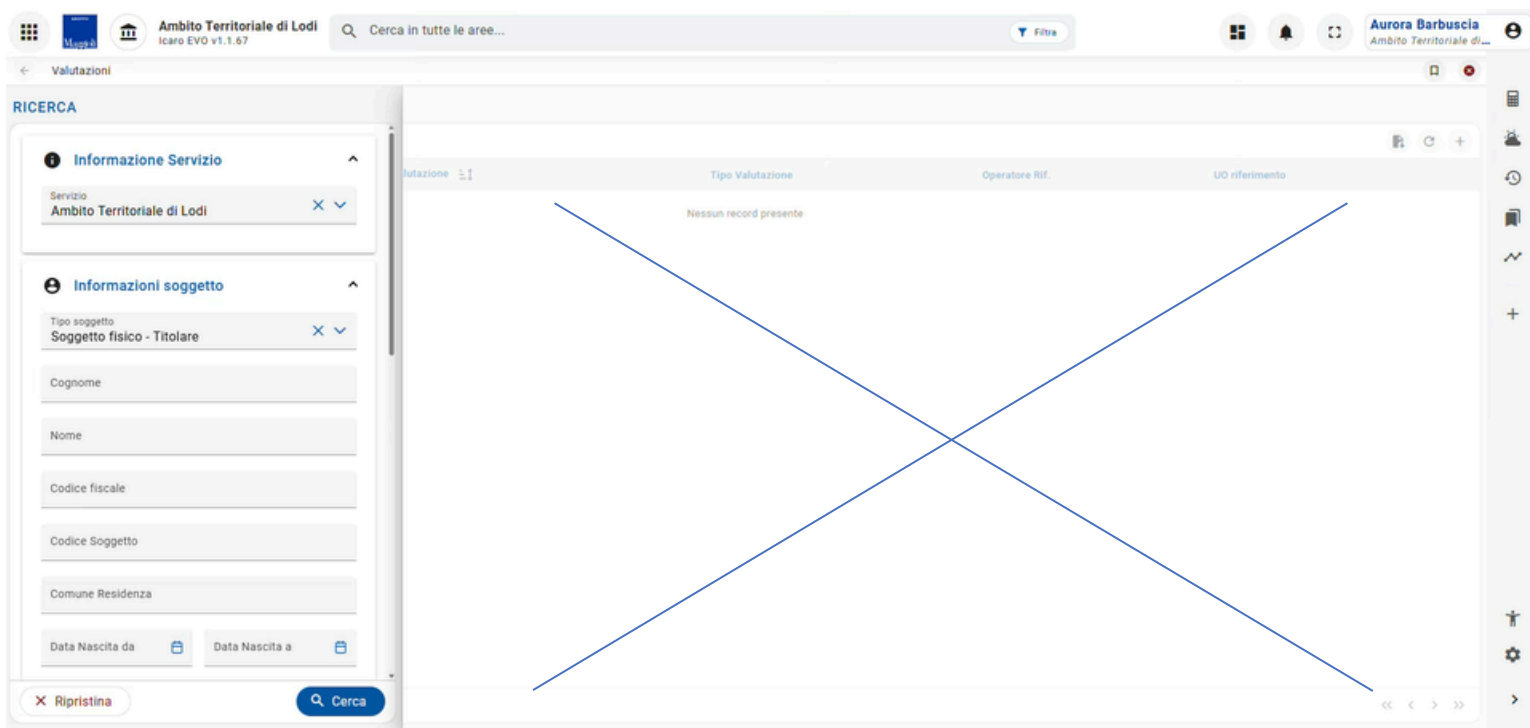 Maggioli
Ambito Territoriale di Lodi
Icaro EVO v1.1.67
Cerca in tutte le aree...
Filtra
Aurora Barbuscia
Ambito Territoriale di...
Valutazioni
RICERCA
Informazione Servizio
Servizio
Ambito Territoriale di Lodi
Informazioni soggetto
Tipo soggetto
Soggetto fisico - Titolare
Cognome
Nome
Codice fiscale
Codice Soggetto
Comune Residenza
Data Nascita da
Data Nascita a
Ripristina
Cerca
lutazione
Tipo Valutazione
Operatore Rif.
UO riferimento
Nessun record presente